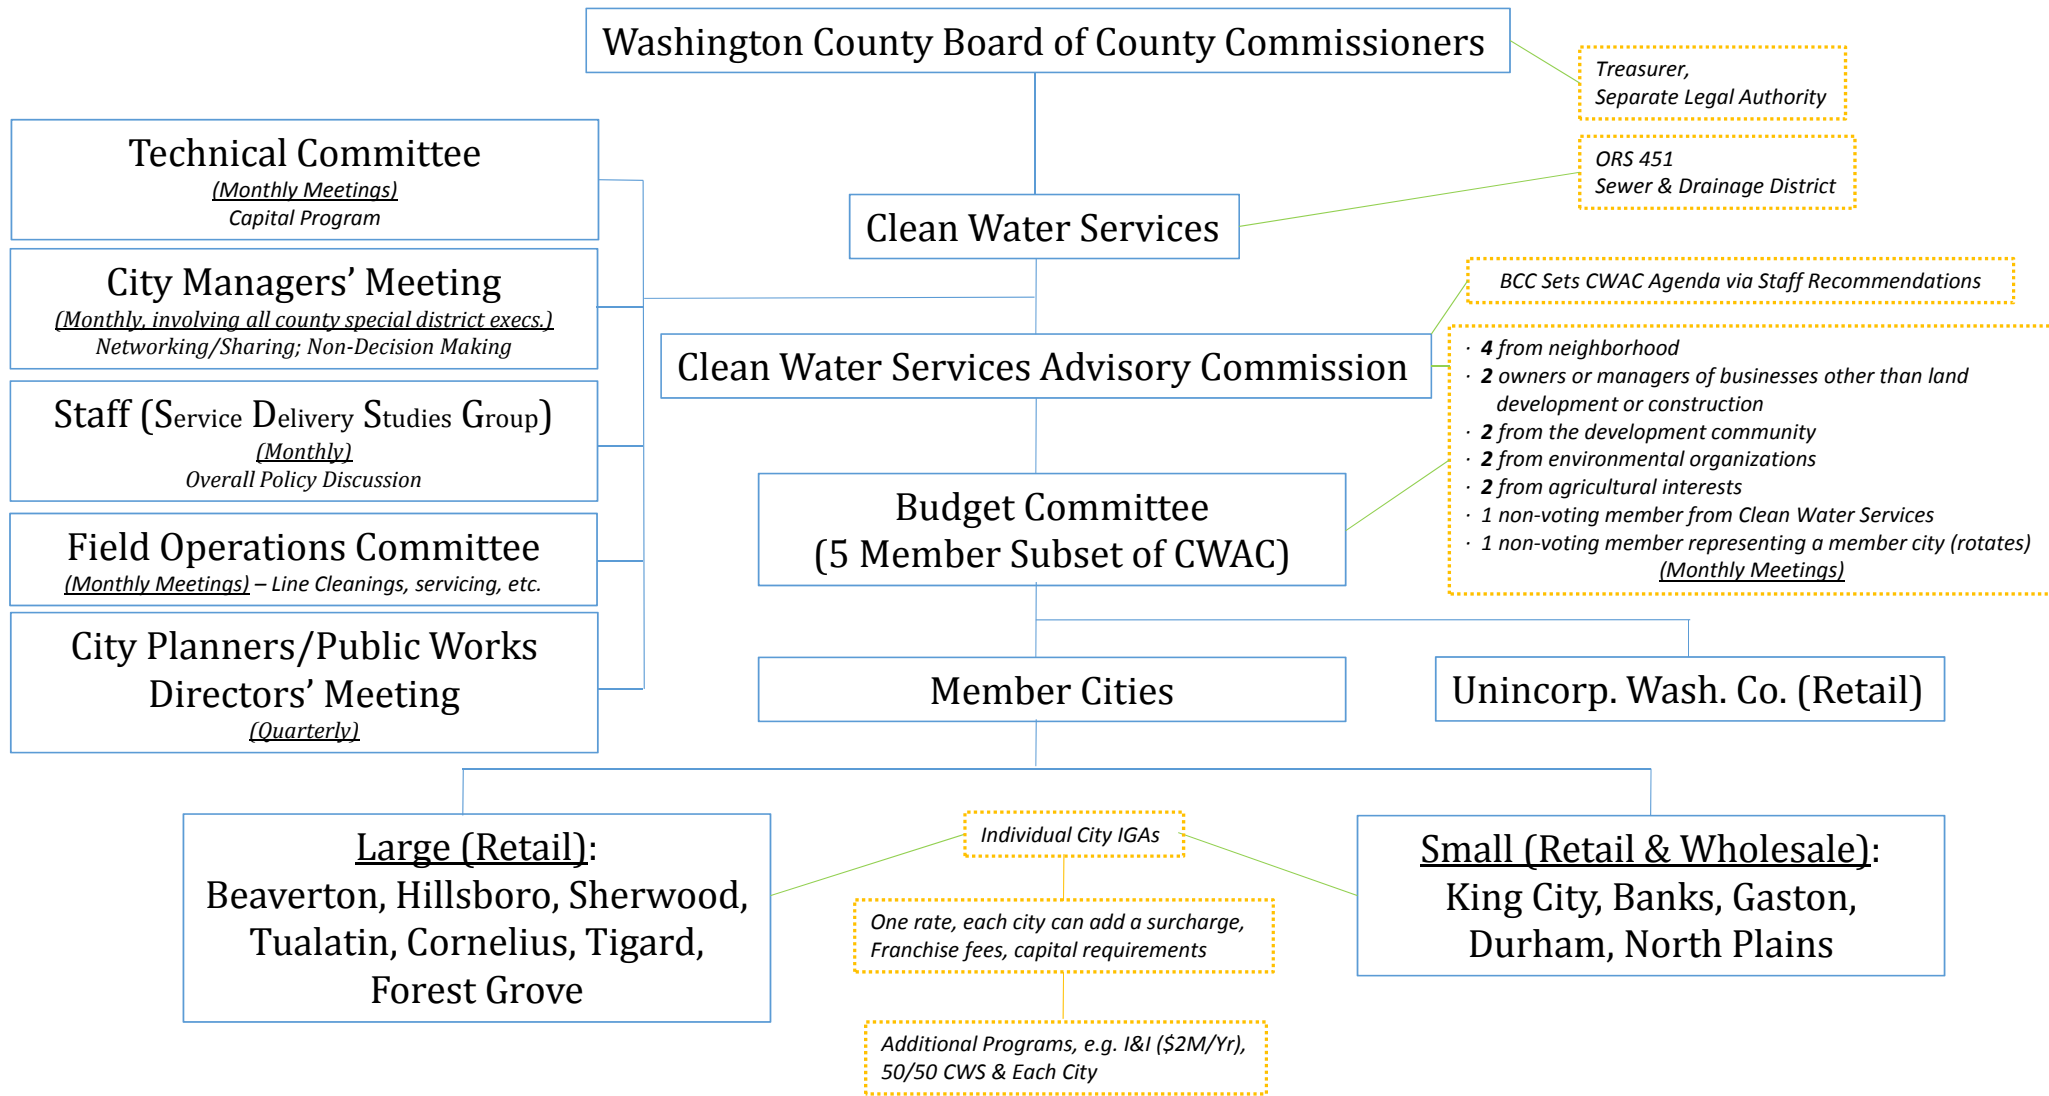 Washington County Board of County Commissioners
Treasurer,
Separate Legal Authority
Technical Committee
(Monthly Meetings)
Capital Program
ORS 451
Sewer & Drainage District
Clean Water Services
City Managers’ Meeting
(Monthly, involving all county special district execs.)
Networking/Sharing; Non-Decision Making
BCC Sets CWAC Agenda via Staff Recommendations
Clean Water Services Advisory Commission
· 4 from neighborhood
· 2 owners or managers of businesses other than land
development or construction
· 2 from the development community
· 2 from environmental organizations
· 2 from agricultural interests
· 1 non-voting member from Clean Water Services
· 1 non-voting member representing a member city (rotates)
(Monthly Meetings)
Staff (Service Delivery Studies Group)
(Monthly)
Overall Policy Discussion
Budget Committee
(5 Member Subset of CWAC)
Field Operations Committee
(Monthly Meetings) – Line Cleanings, servicing, etc.
City Planners/Public Works
Directors’ Meeting
(Quarterly)
Member Cities
Unincorp. Wash. Co. (Retail)
Large (Retail):
Beaverton, Hillsboro, Sherwood,
Tualatin, Cornelius, Tigard,
Forest Grove
Individual City IGAs
One rate, each city can add a surcharge,
Franchise fees, capital requirements
Additional Programs, e.g. I&I ($2M/Yr),
50/50 CWS & Each City
Small (Retail & Wholesale):
King City, Banks, Gaston,
Durham, North Plains